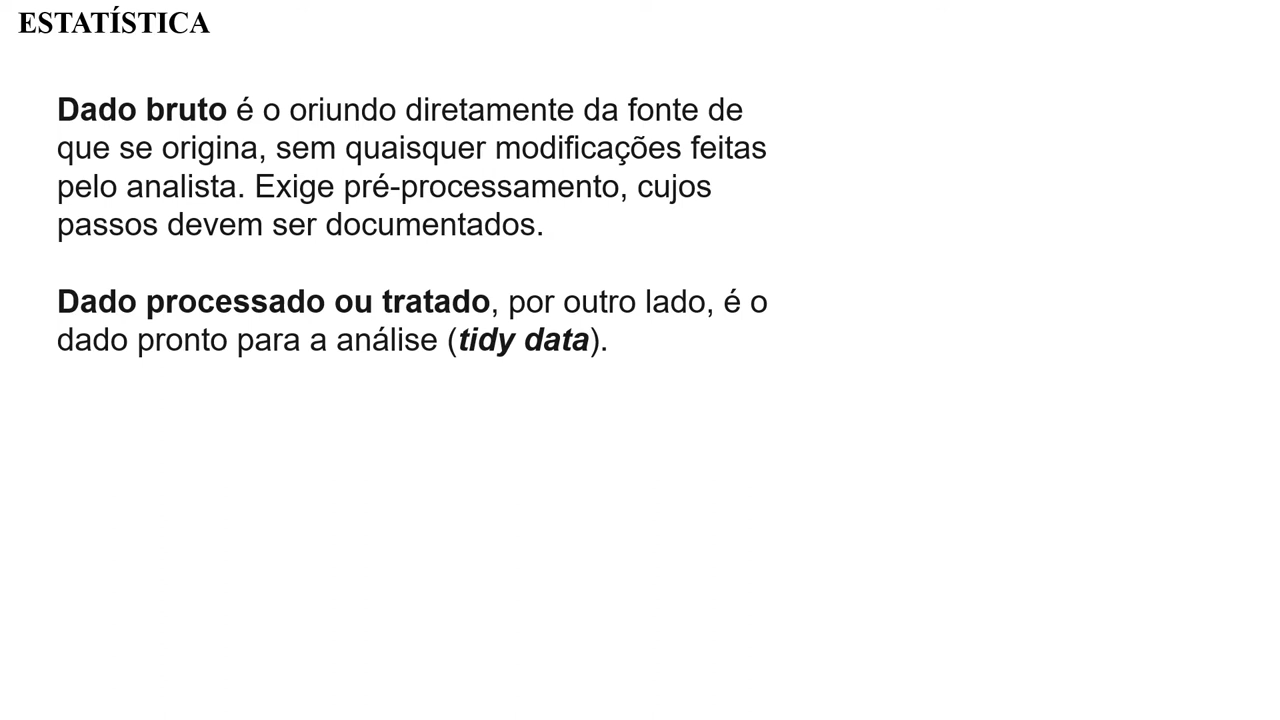 ESTATÍSTICA
Dado bruto é o oriundo diretamente da fonte de
que se origina, sem quaisquer modificações feitas
pelo analista. Exige pré-processamento, cujos
passos devem ser documentados.
Dado processado ou tratado, por outro lado, é o
dado pronto para a análise (tidy data).